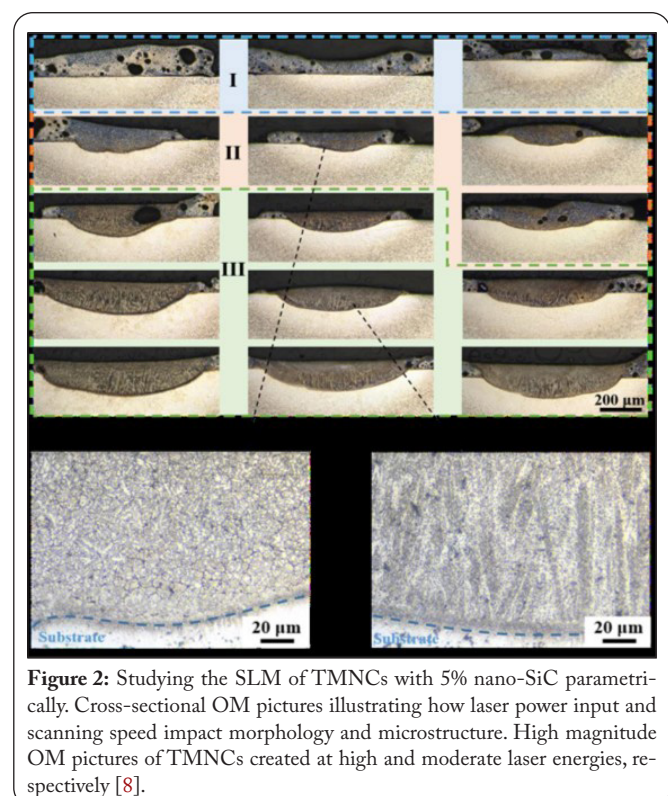 I
II
III
200 µm
Substrate
20 µm
Substrate
20 µm
Figure 2: Studying the SLM of TMNCs with 5% nano-SiC parametri-
cally. Cross-sectional OM pictures illustrating how laser power input and
scanning speed impact morphology and microstructure. High magnitude
OM pictures of TMNCs created at high and moderate laser energies, re-
spectively [8].